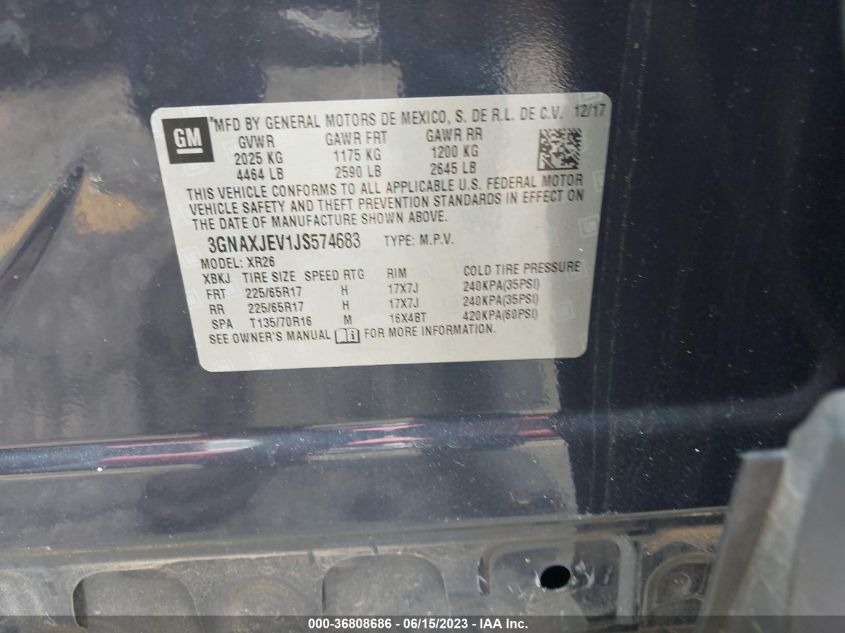 GM
*MFD BY GENERAL MOTORS DE MEXICO, S. DE R.L. DE C.V. 12/17
GVWR GAWR FRT GAWR RR
2025 KG 1175 KG 1200 KG
4464 LB 2590 LB 2645 LB
THIS VEHICLE CONFORMS TO ALL APPLICABLE U.S. FEDERAL MOTOR
VEHICLE SAFETY AND THEFT PREVENTION STANDARDS IN EFFECT ON
THE DATE OF MANUFACTURE SHOWN ABOVE.
3GNAXJEV1JS574683 TYPE: M.P.V.
MODEL: XR26
XBKJ TIRE SIZE SPEED RTG RIM COLD TIRE PRESSURE
FRT 225/65R17 H 17X7J 240KPA(35PSI)
RR 225/65R17 H 17X7J 240KPA(35PSI)
SPA T135/70R16 M 16X4BT 420KPA(60PSI)
SEE OWNER'S MANUAL i FOR MORE INFORMATION.
000-36808686 - 06/15/2023 - IAA Inc.